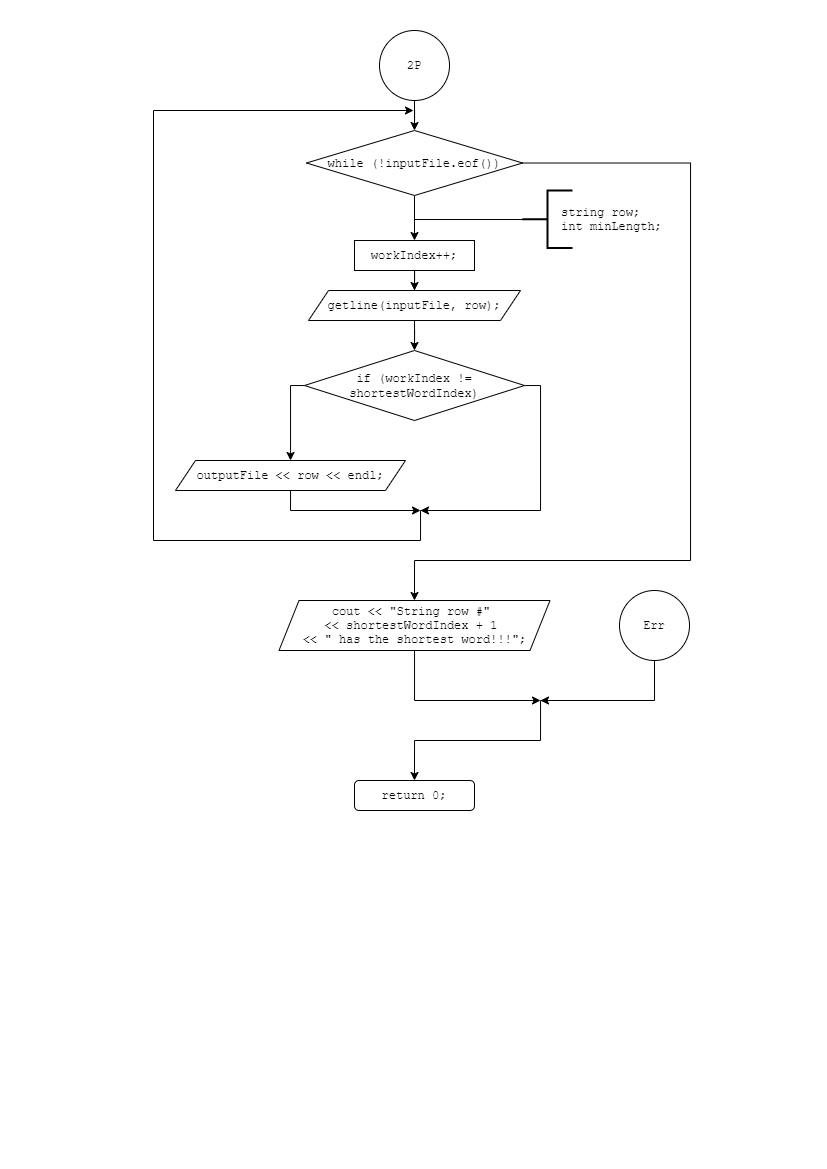 2P
while (!inputFile.eof())
string row;
int minLength;
workIndex++;
getline(inputFile, row);
if (workIndex !=
shortestWordIndex)
outputFile << row << endl;
cout << "String row #"
<< shortestWordIndex + 1
<< " has the shortest word!!!";
Err
return 0;